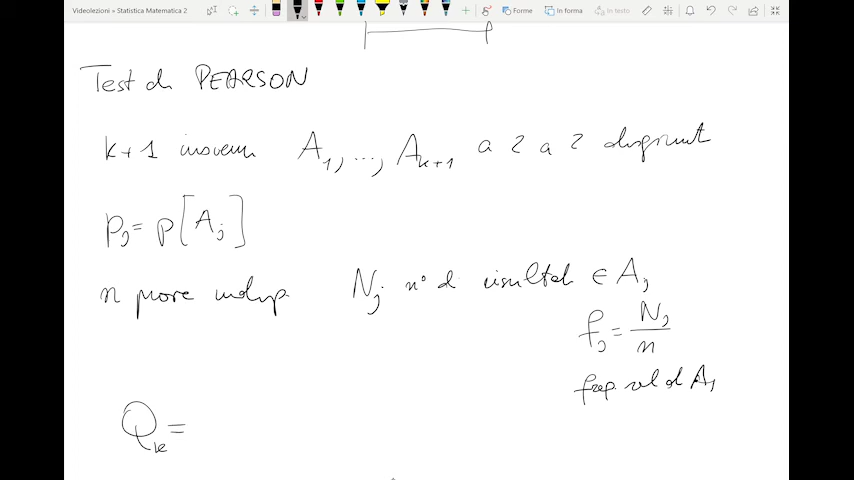 Videolezioni » Statistica Matematica 2
Forme
In forma
In testo
Test di PEARSON
k+1 insiemi A₁, ..., Aₖ₊₁ a 2 a 2 disgiunti
pⱼ = P[Aⱼ]
n prove indip. Nⱼ n° di risultati ∈ Aⱼ
fⱼ = Nⱼ/n
freq. rel di Aⱼ
Qₖ =